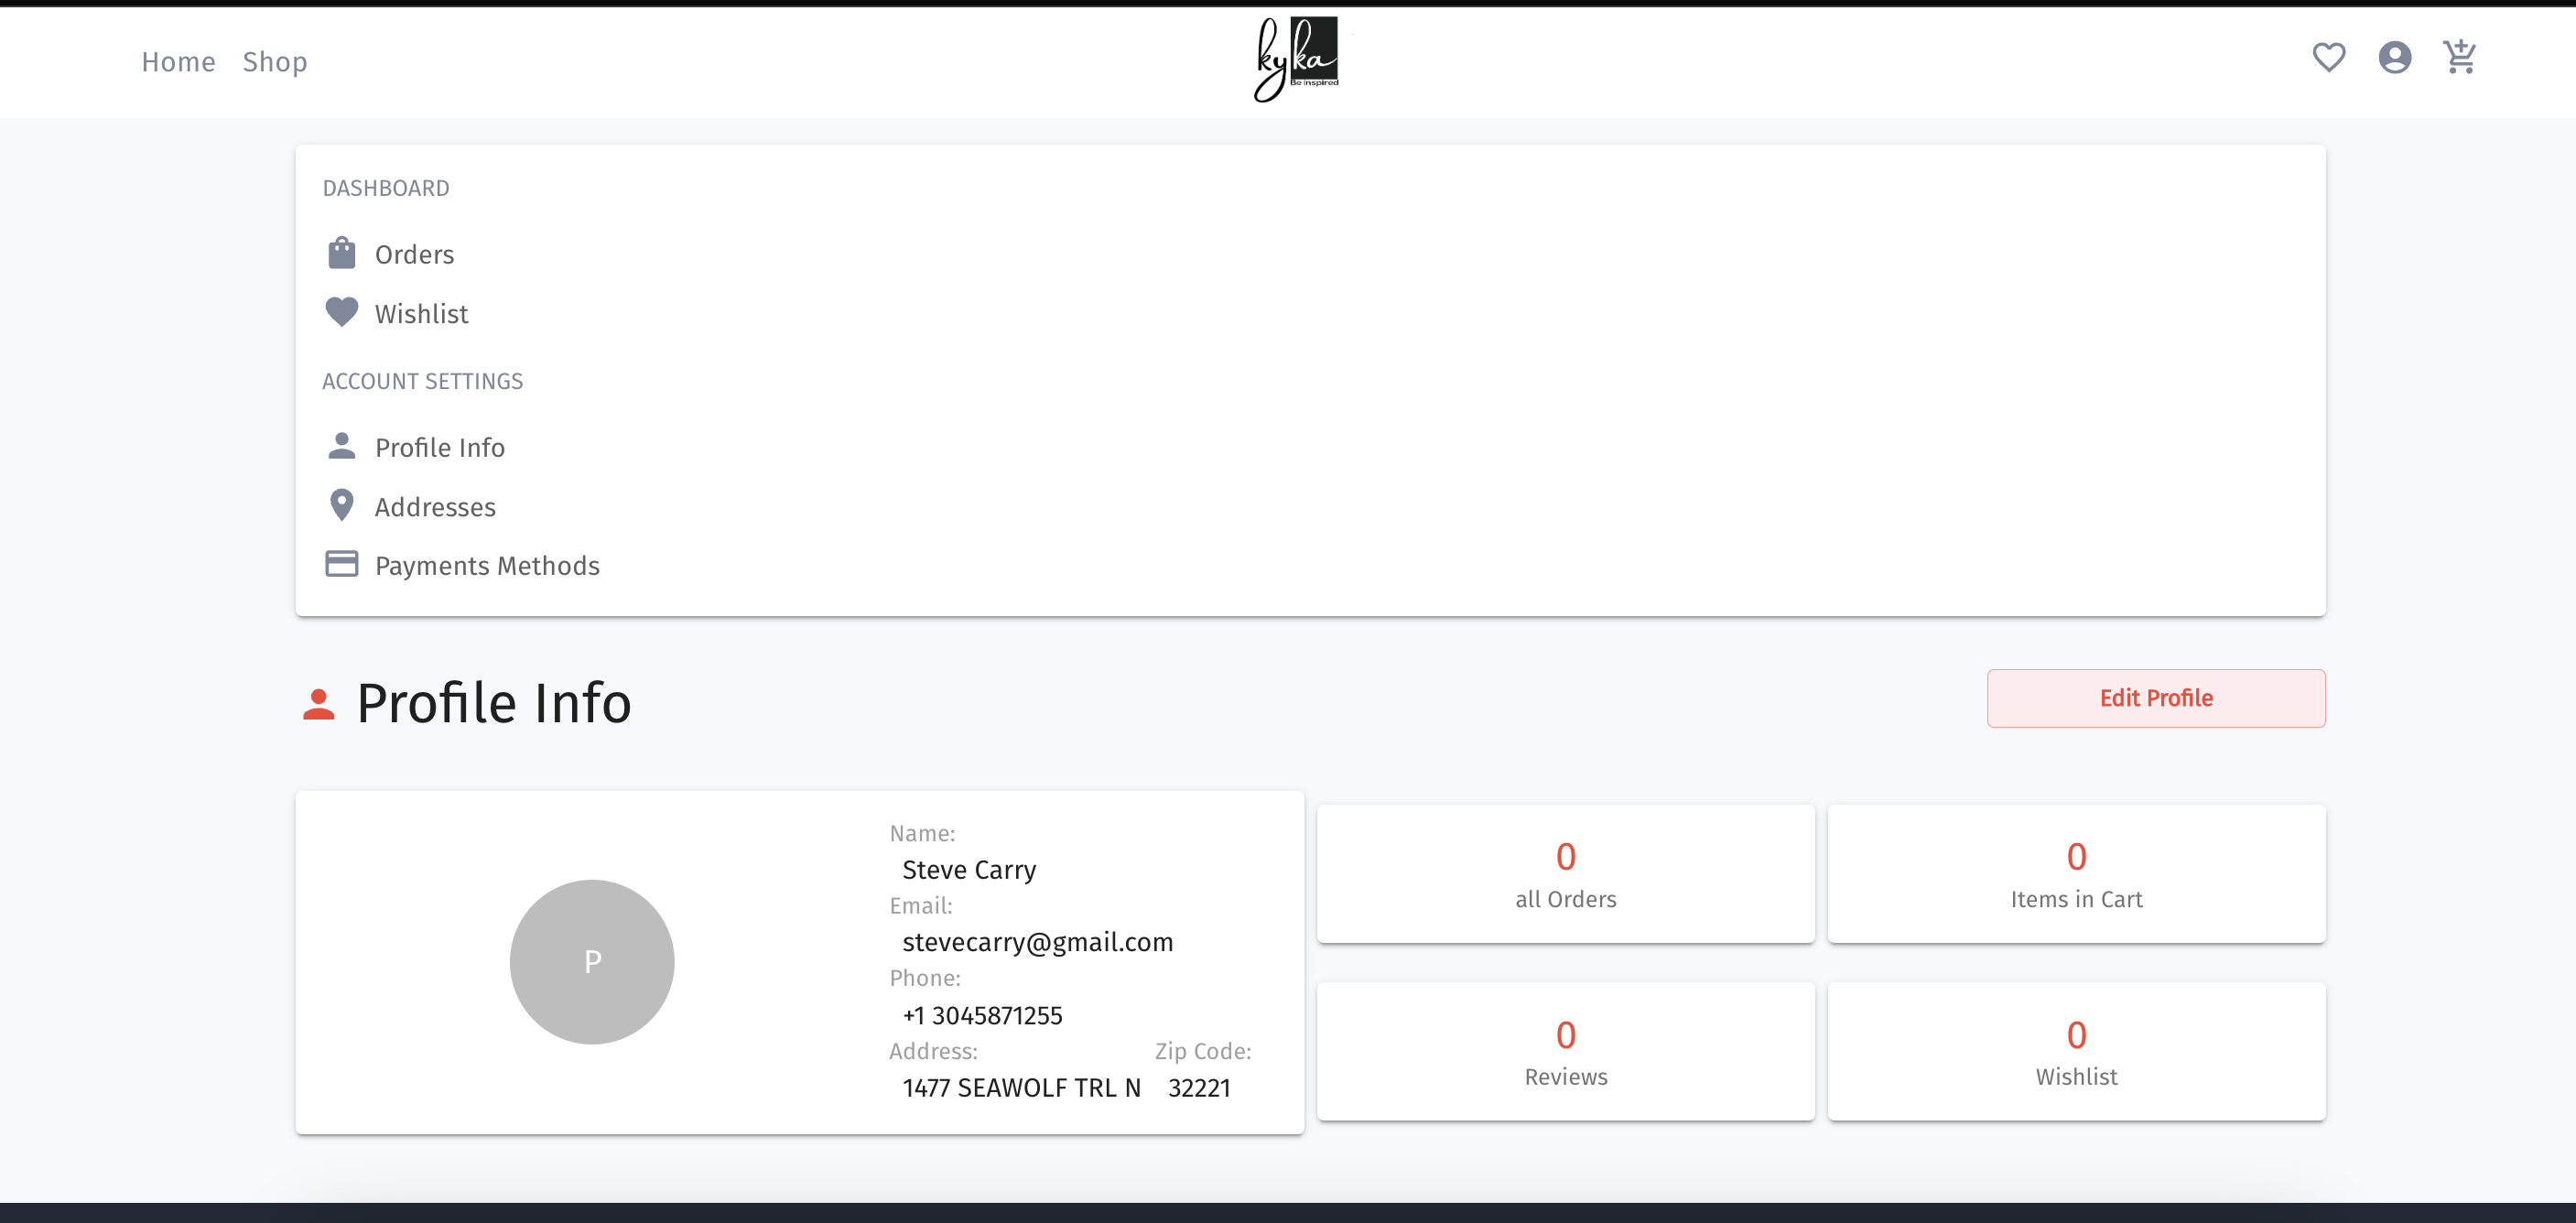 Home Shop
kyka
Be inspired
DASHBOARD
Orders
Wishlist
ACCOUNT SETTINGS
Profile Info
Addresses
Payments Methods
Profile Info
Edit Profile
P
Name:
Steve Carry
Email:
stevecarry@gmail.com
Phone:
+1 3045871255
Address: Zip Code:
1477 SEAWOLF TRL N 32221
0
all Orders
0
Items in Cart
0
Reviews
0
Wishlist